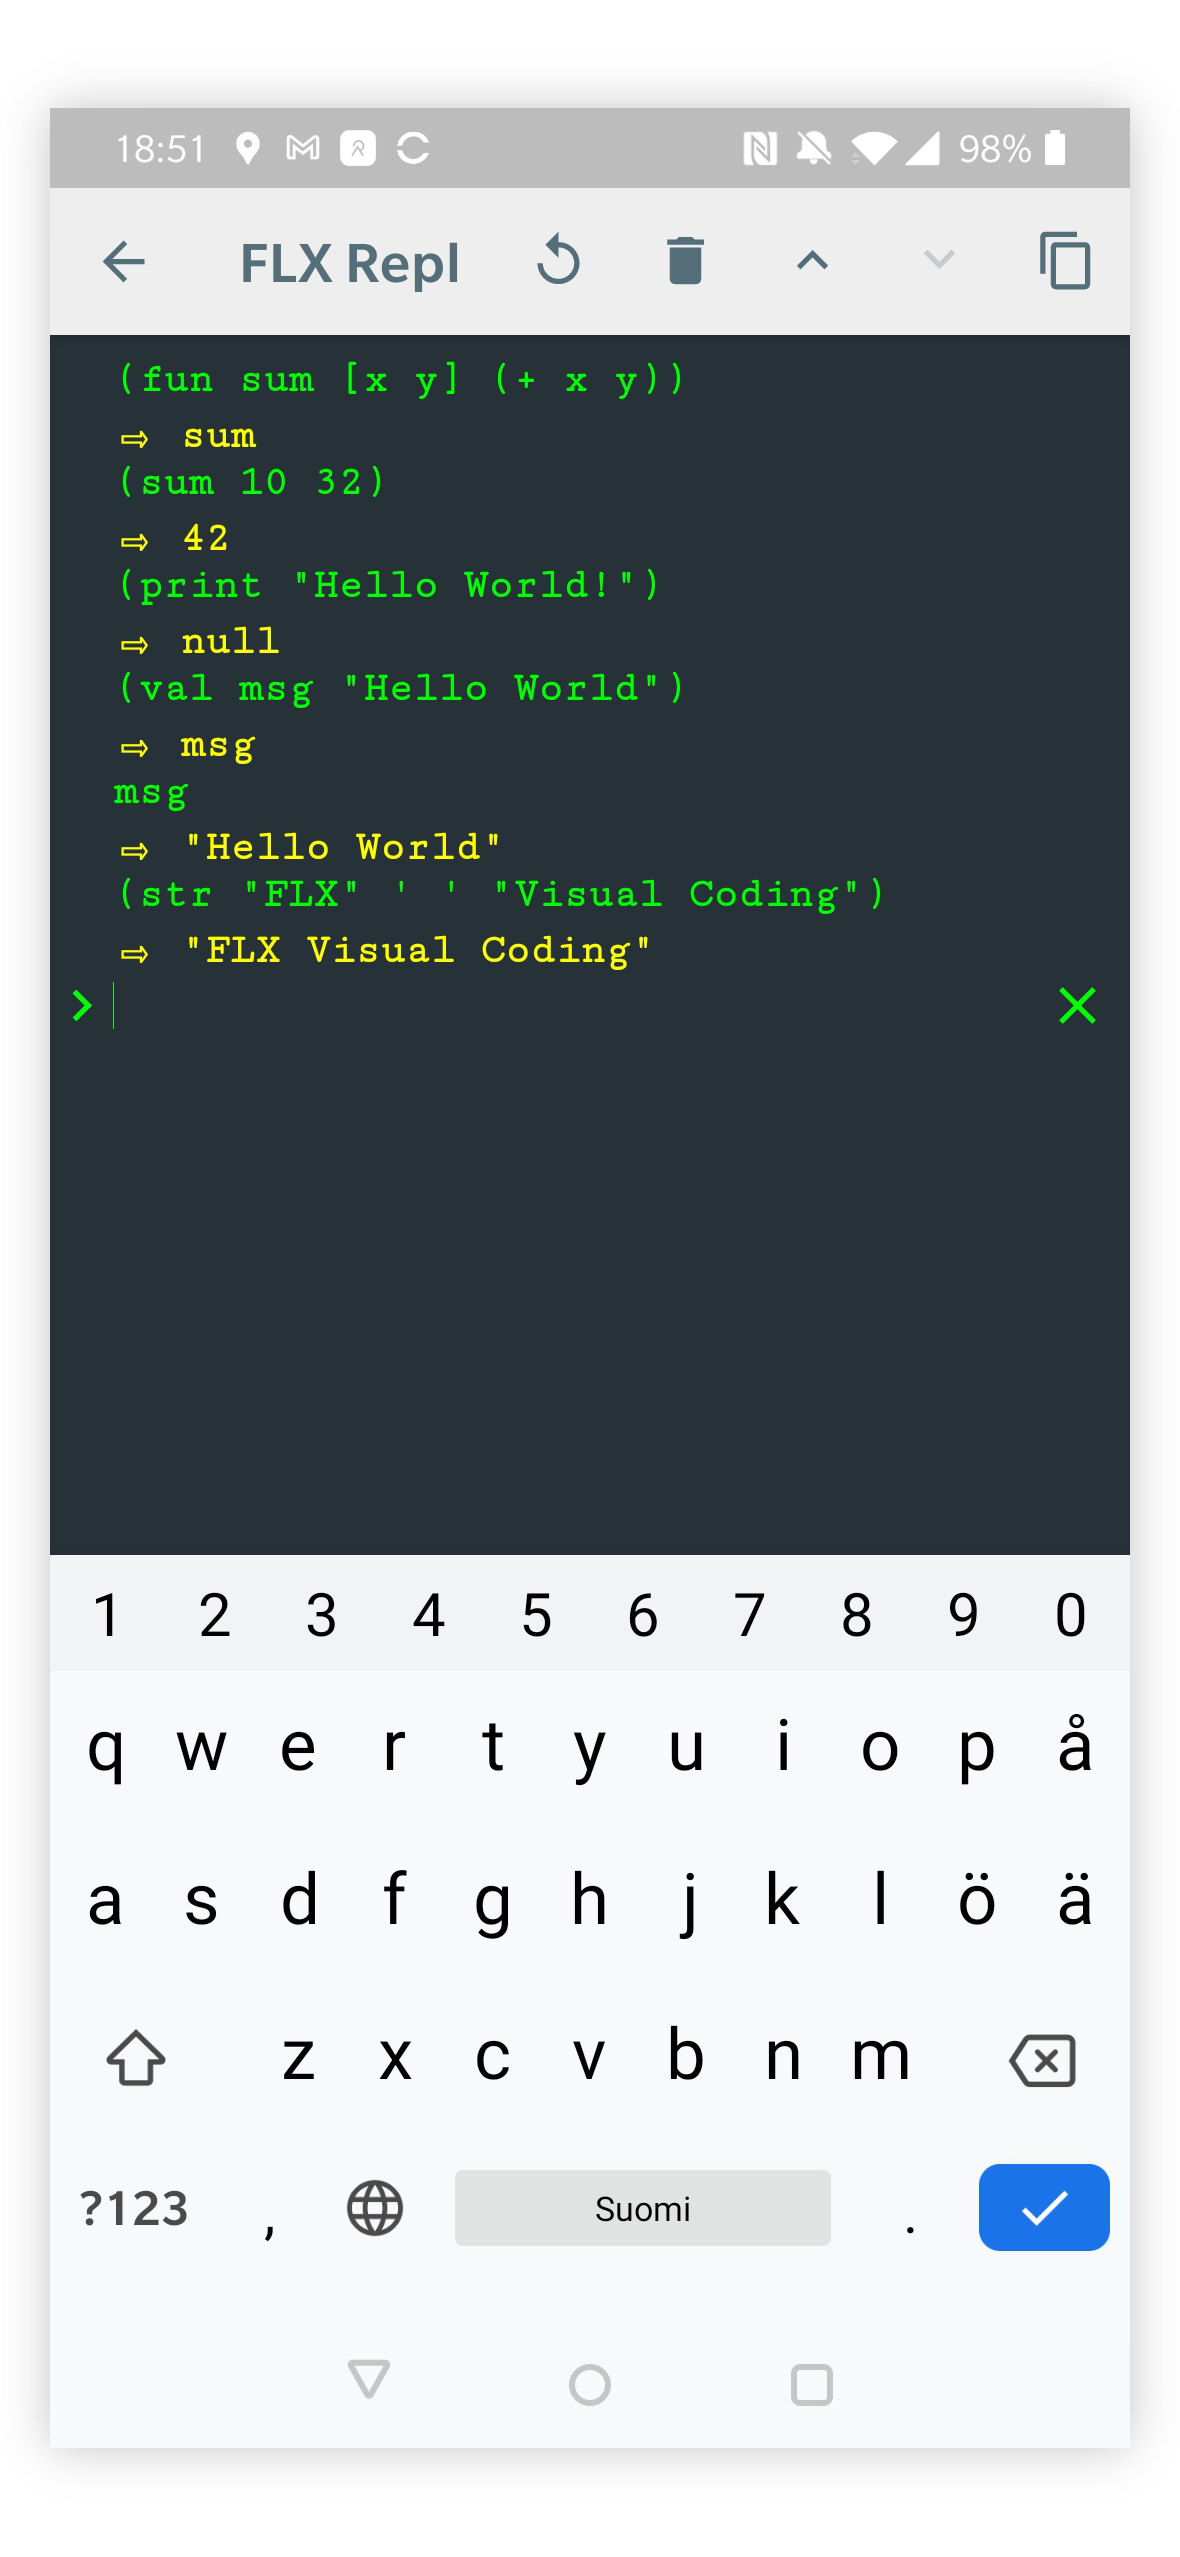 18:51 98%
FLX Repl
(fun sum [x y] (+ x y))
⇨ sum
(sum 10 32)
⇨ 42
(print "Hello World!")
⇨ null
(val msg "Hello World")
⇨ msg
msg
⇨ "Hello World"
(str "FLX" ' ' "Visual Coding")
⇨ "FLX Visual Coding"
>
1 2 3 4 5 6 7 8 9 0
q w e r t y u i o p å
a s d f g h j k l ö ä
z x c v b n m
?123 , Suomi .